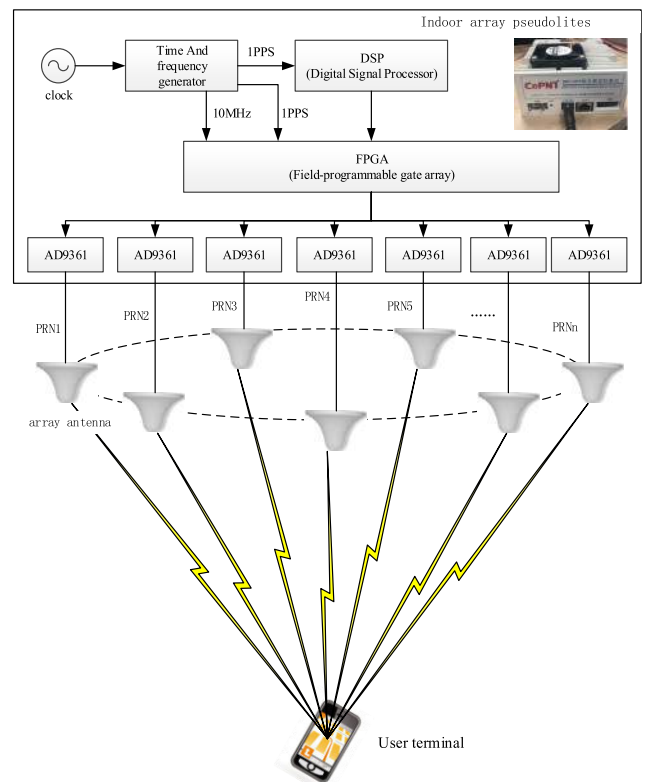 Indoor array pseudolites
Time And
frequency
generator
1PPS
DSP
(Digital Signal Processor)
clock
10MHz
1PPS
CePNT
FPGA
(Field-programmable gate array)
AD9361
AD9361
AD9361
AD9361
AD9361
AD9361
AD9361
PRN1
PRN2
PRN3
PRN4
PRN5
......
PRNn
array antenna
User terminal